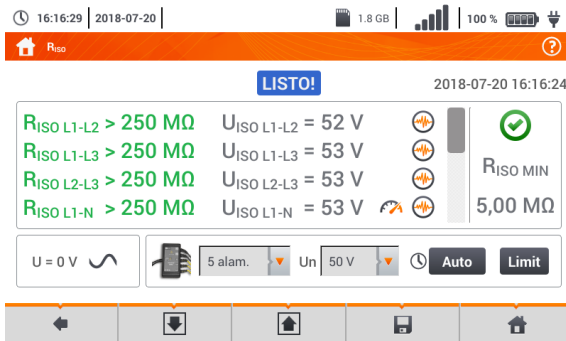 16:16:29 2018-07-20 1.8 GB 100 %
RISO
LISTO! 2018-07-20 16:16:24
RISO L1-L2 > 250 MΩ UISO L1-L2 = 52 V
RISO L1-L3 > 250 MΩ UISO L1-L3 = 53 V
RISO L2-L3 > 250 MΩ UISO L2-L3 = 53 V
RISO L1-N > 250 MΩ UISO L1-N = 53 V
RISO MIN
5,00 MΩ
U = 0 V 5 alam. Un 50 V Auto Limit